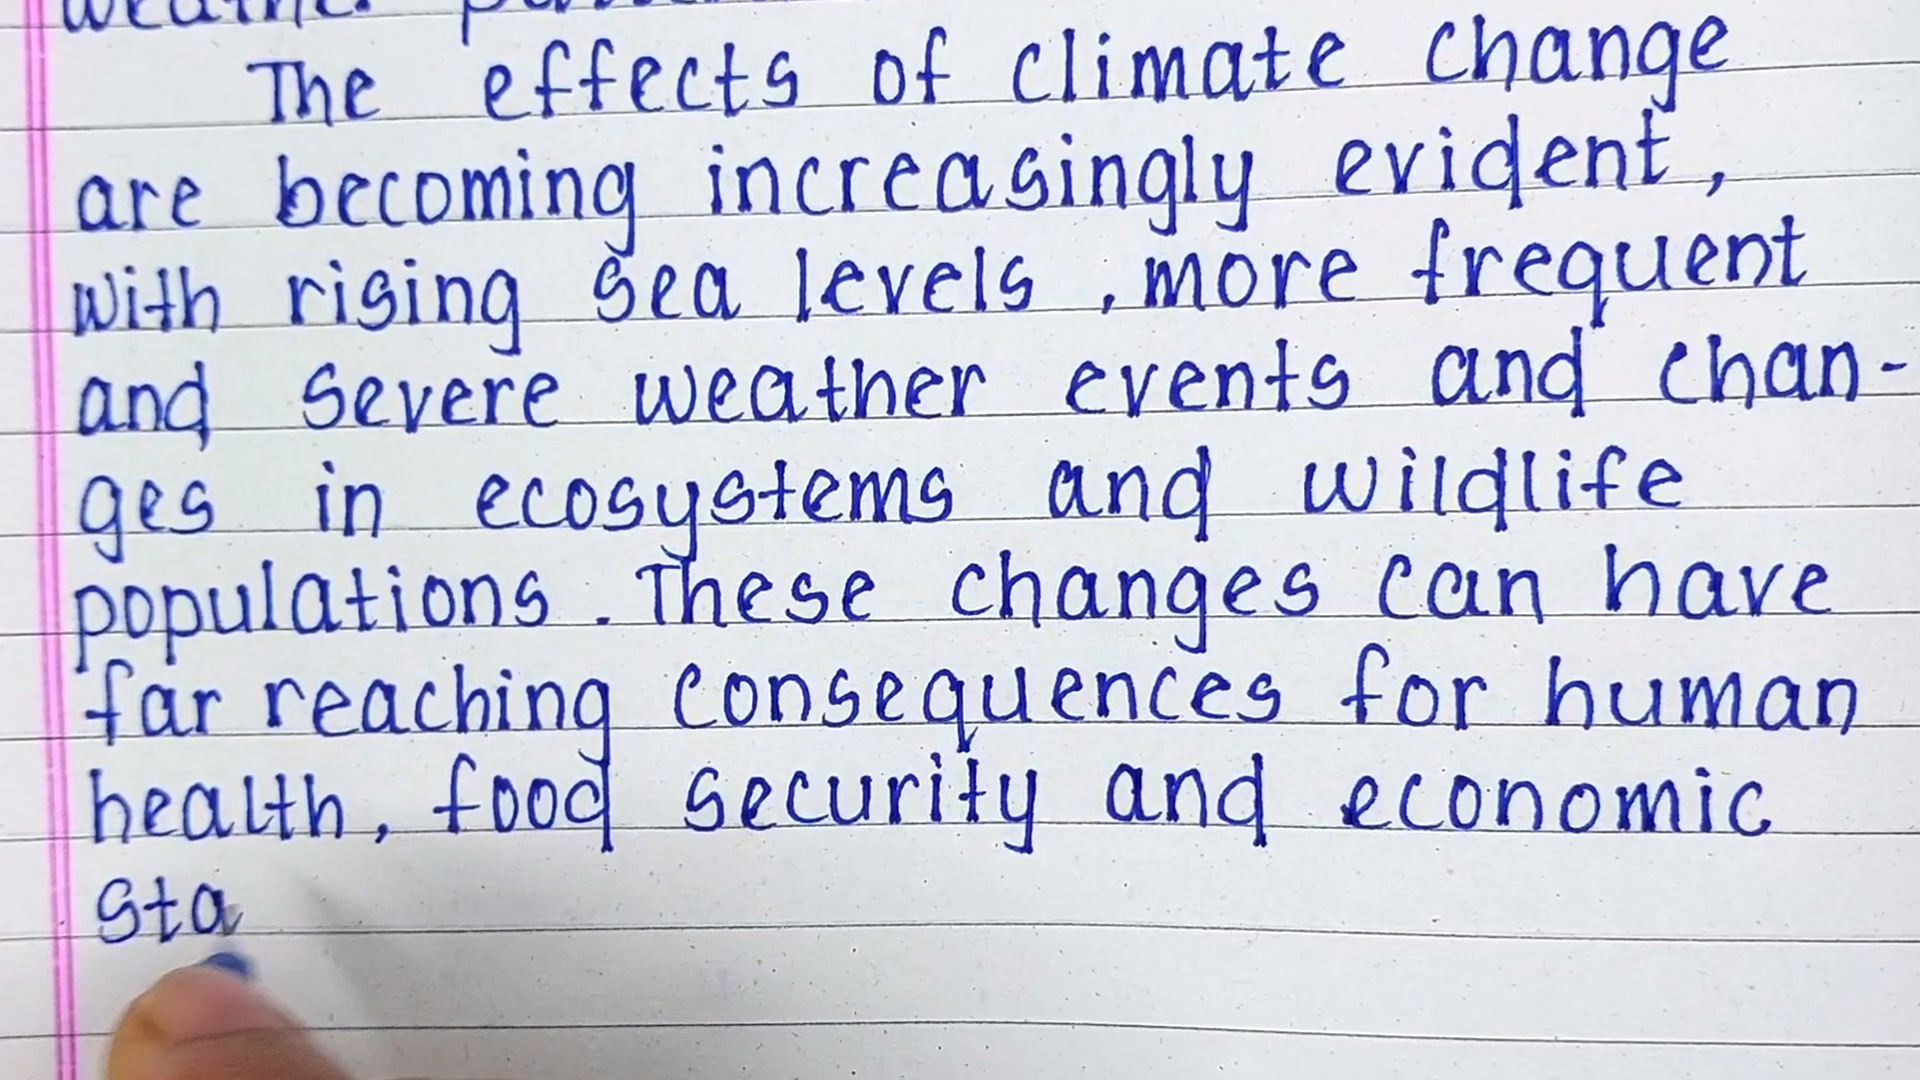 weather
The effects of climate change
are becoming increasingly evident,
with rising sea levels, more frequent
and severe weather events and chan-
ges in ecosystems and wildlife
populations. These changes can have
far reaching consequences for human
health, food security and economic
sta